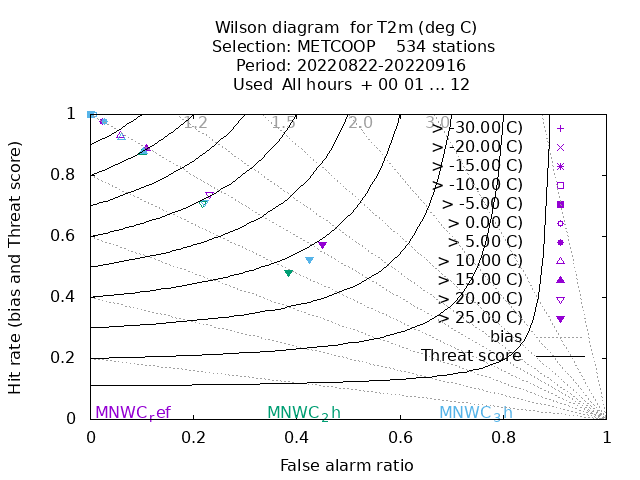 Wilson diagram  for T2m (deg C)
Selection: METCOOP    534 stations
Period: 20220822-20220916
Used  All hours  + 00 01 ... 12
1.2 1.5 2.0 3.0
> -30.00 C)
> -20.00 C)
> -15.00 C)
> -10.00 C)
> -5.00 C)
> 0.00 C)
> 5.00 C)
> 10.00 C)
> 15.00 C)
> 20.00 C)
> 25.00 C)
bias
Threat score
Hit rate (bias and Threat score)
1
0.8
0.6
0.4
0.2
0
MNWC_ref MNWC_2h MNWC_3h
0 0.2 0.4 0.6 0.8 1
False alarm ratio